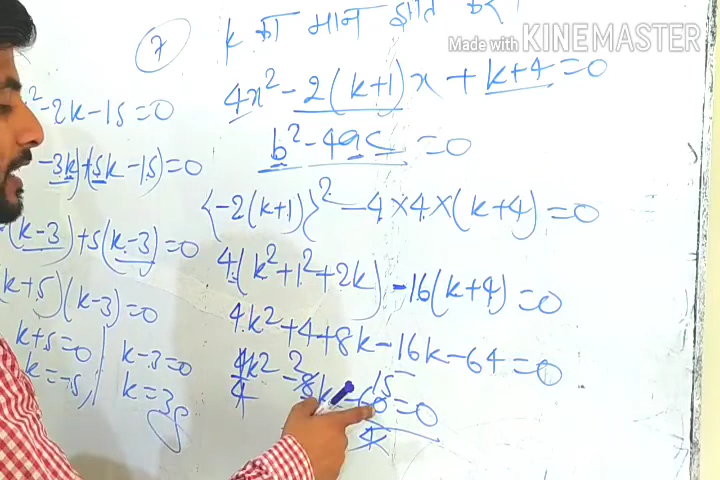 Made with KINEMASTER
(7) k का मान ज्ञात करें
4x² - 2(k+1)x + k+4 = 0
b² - 4ac = 0
{-2(k+1)}² - 4×4×(k+4) = 0
4(k²+1²+2k) - 16(k+4) = 0
4k²+4+8k-16k-64=0
4k² - 8k - 60 = 0
² - 2k - 15 = 0
-3k)+(5k-15)=0
(k-3)+5(k-3)=0
(k+5)(k-3)=0
k+5=0
k=-5
k-3=0
k=3